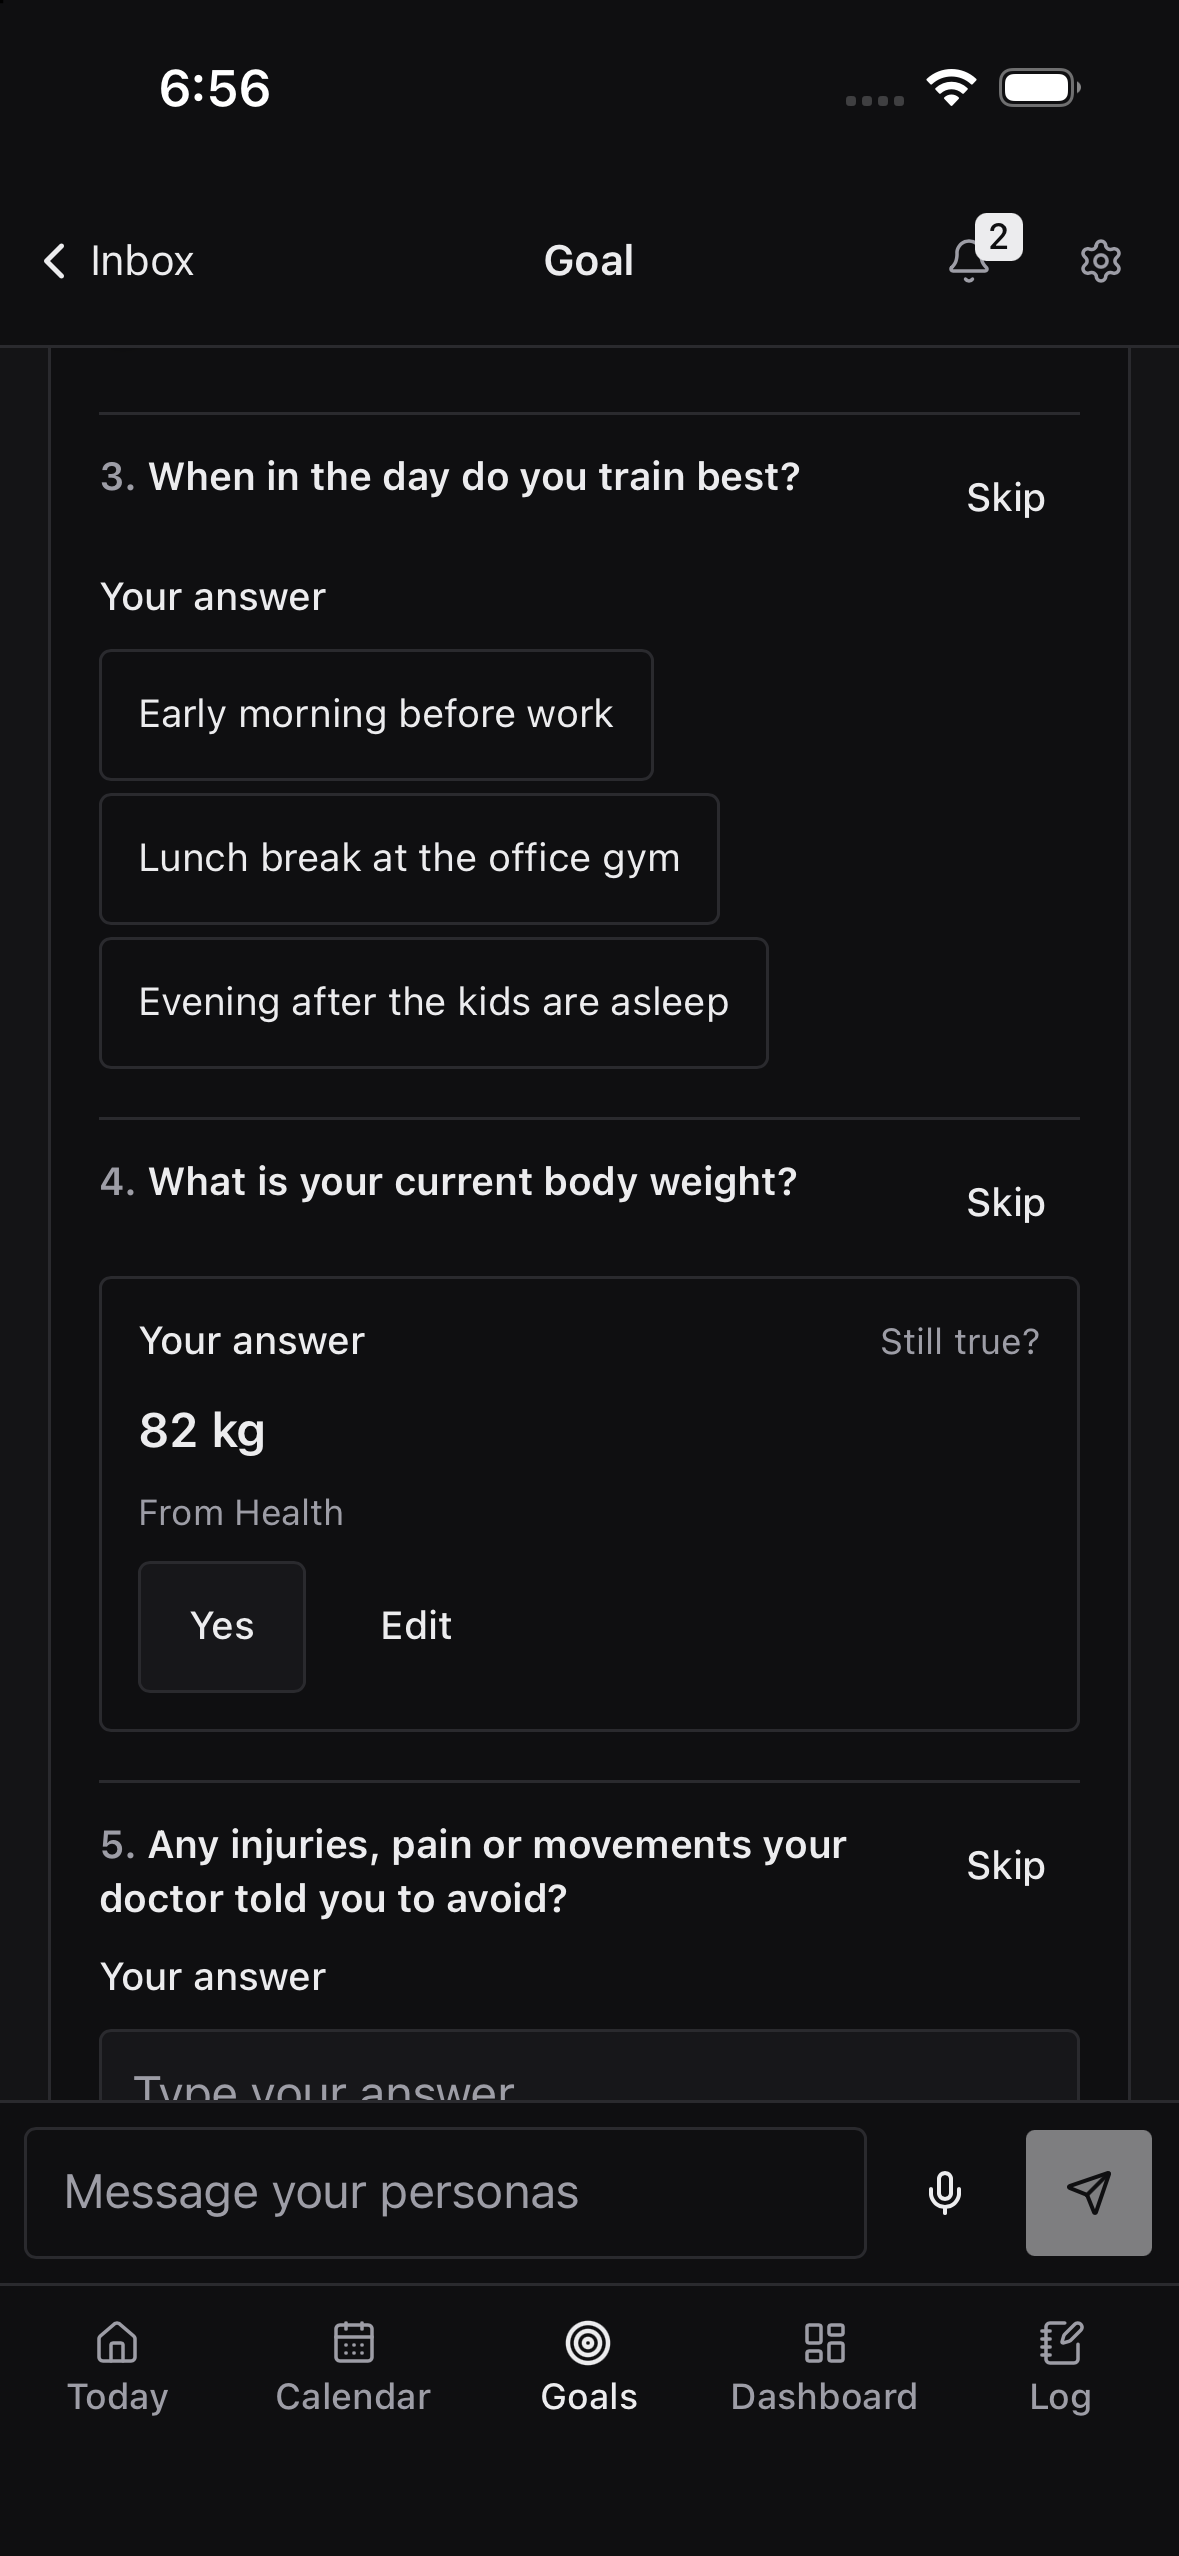 6:56
Inbox
Goal
2
3. When in the day do you train best?
Skip
Your answer
Early morning before work
Lunch break at the office gym
Evening after the kids are asleep
4. What is your current body weight?
Skip
Your answer
Still true?
82 kg
From Health
Yes
Edit
5. Any injuries, pain or movements your
doctor told you to avoid?
Skip
Your answer
Type your answer
Message your personas
Today
Calendar
Goals
Dashboard
Log